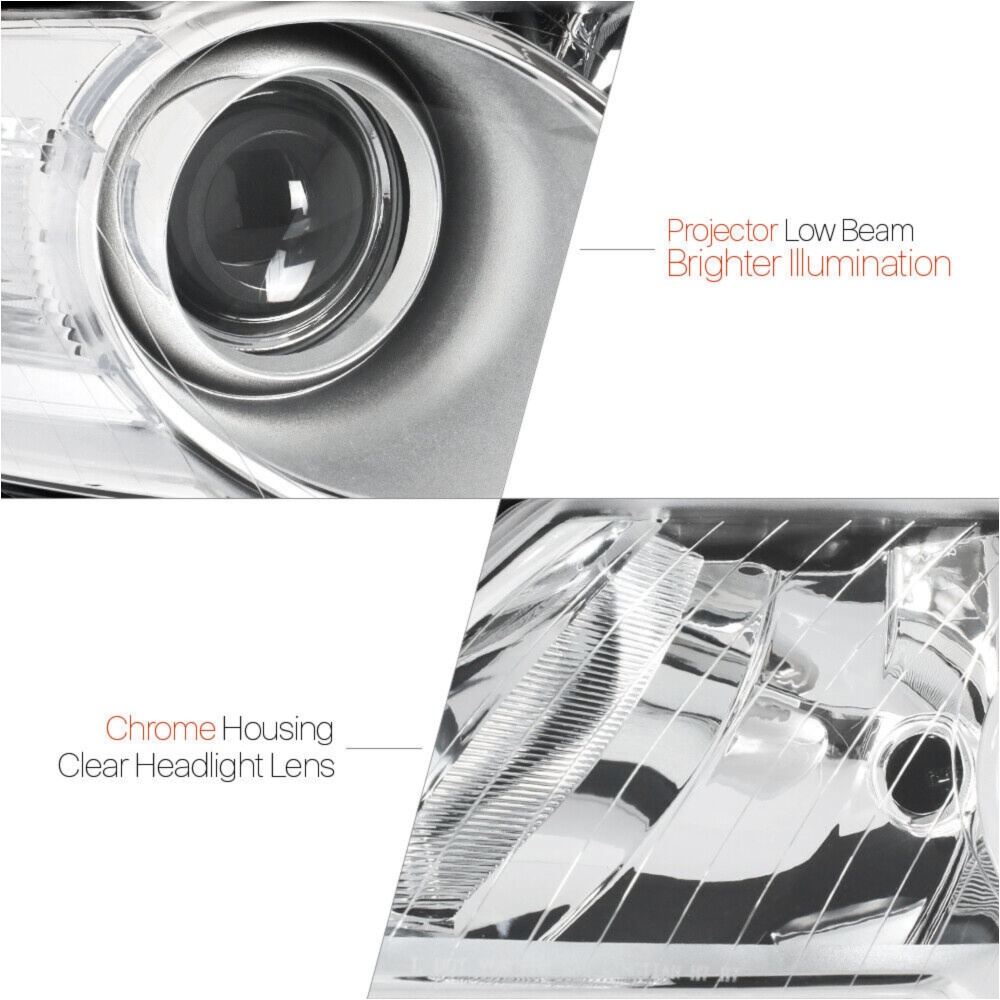 Projector Low Beam
Brighter Illumination
Chrome Housing
Clear Headlight Lens